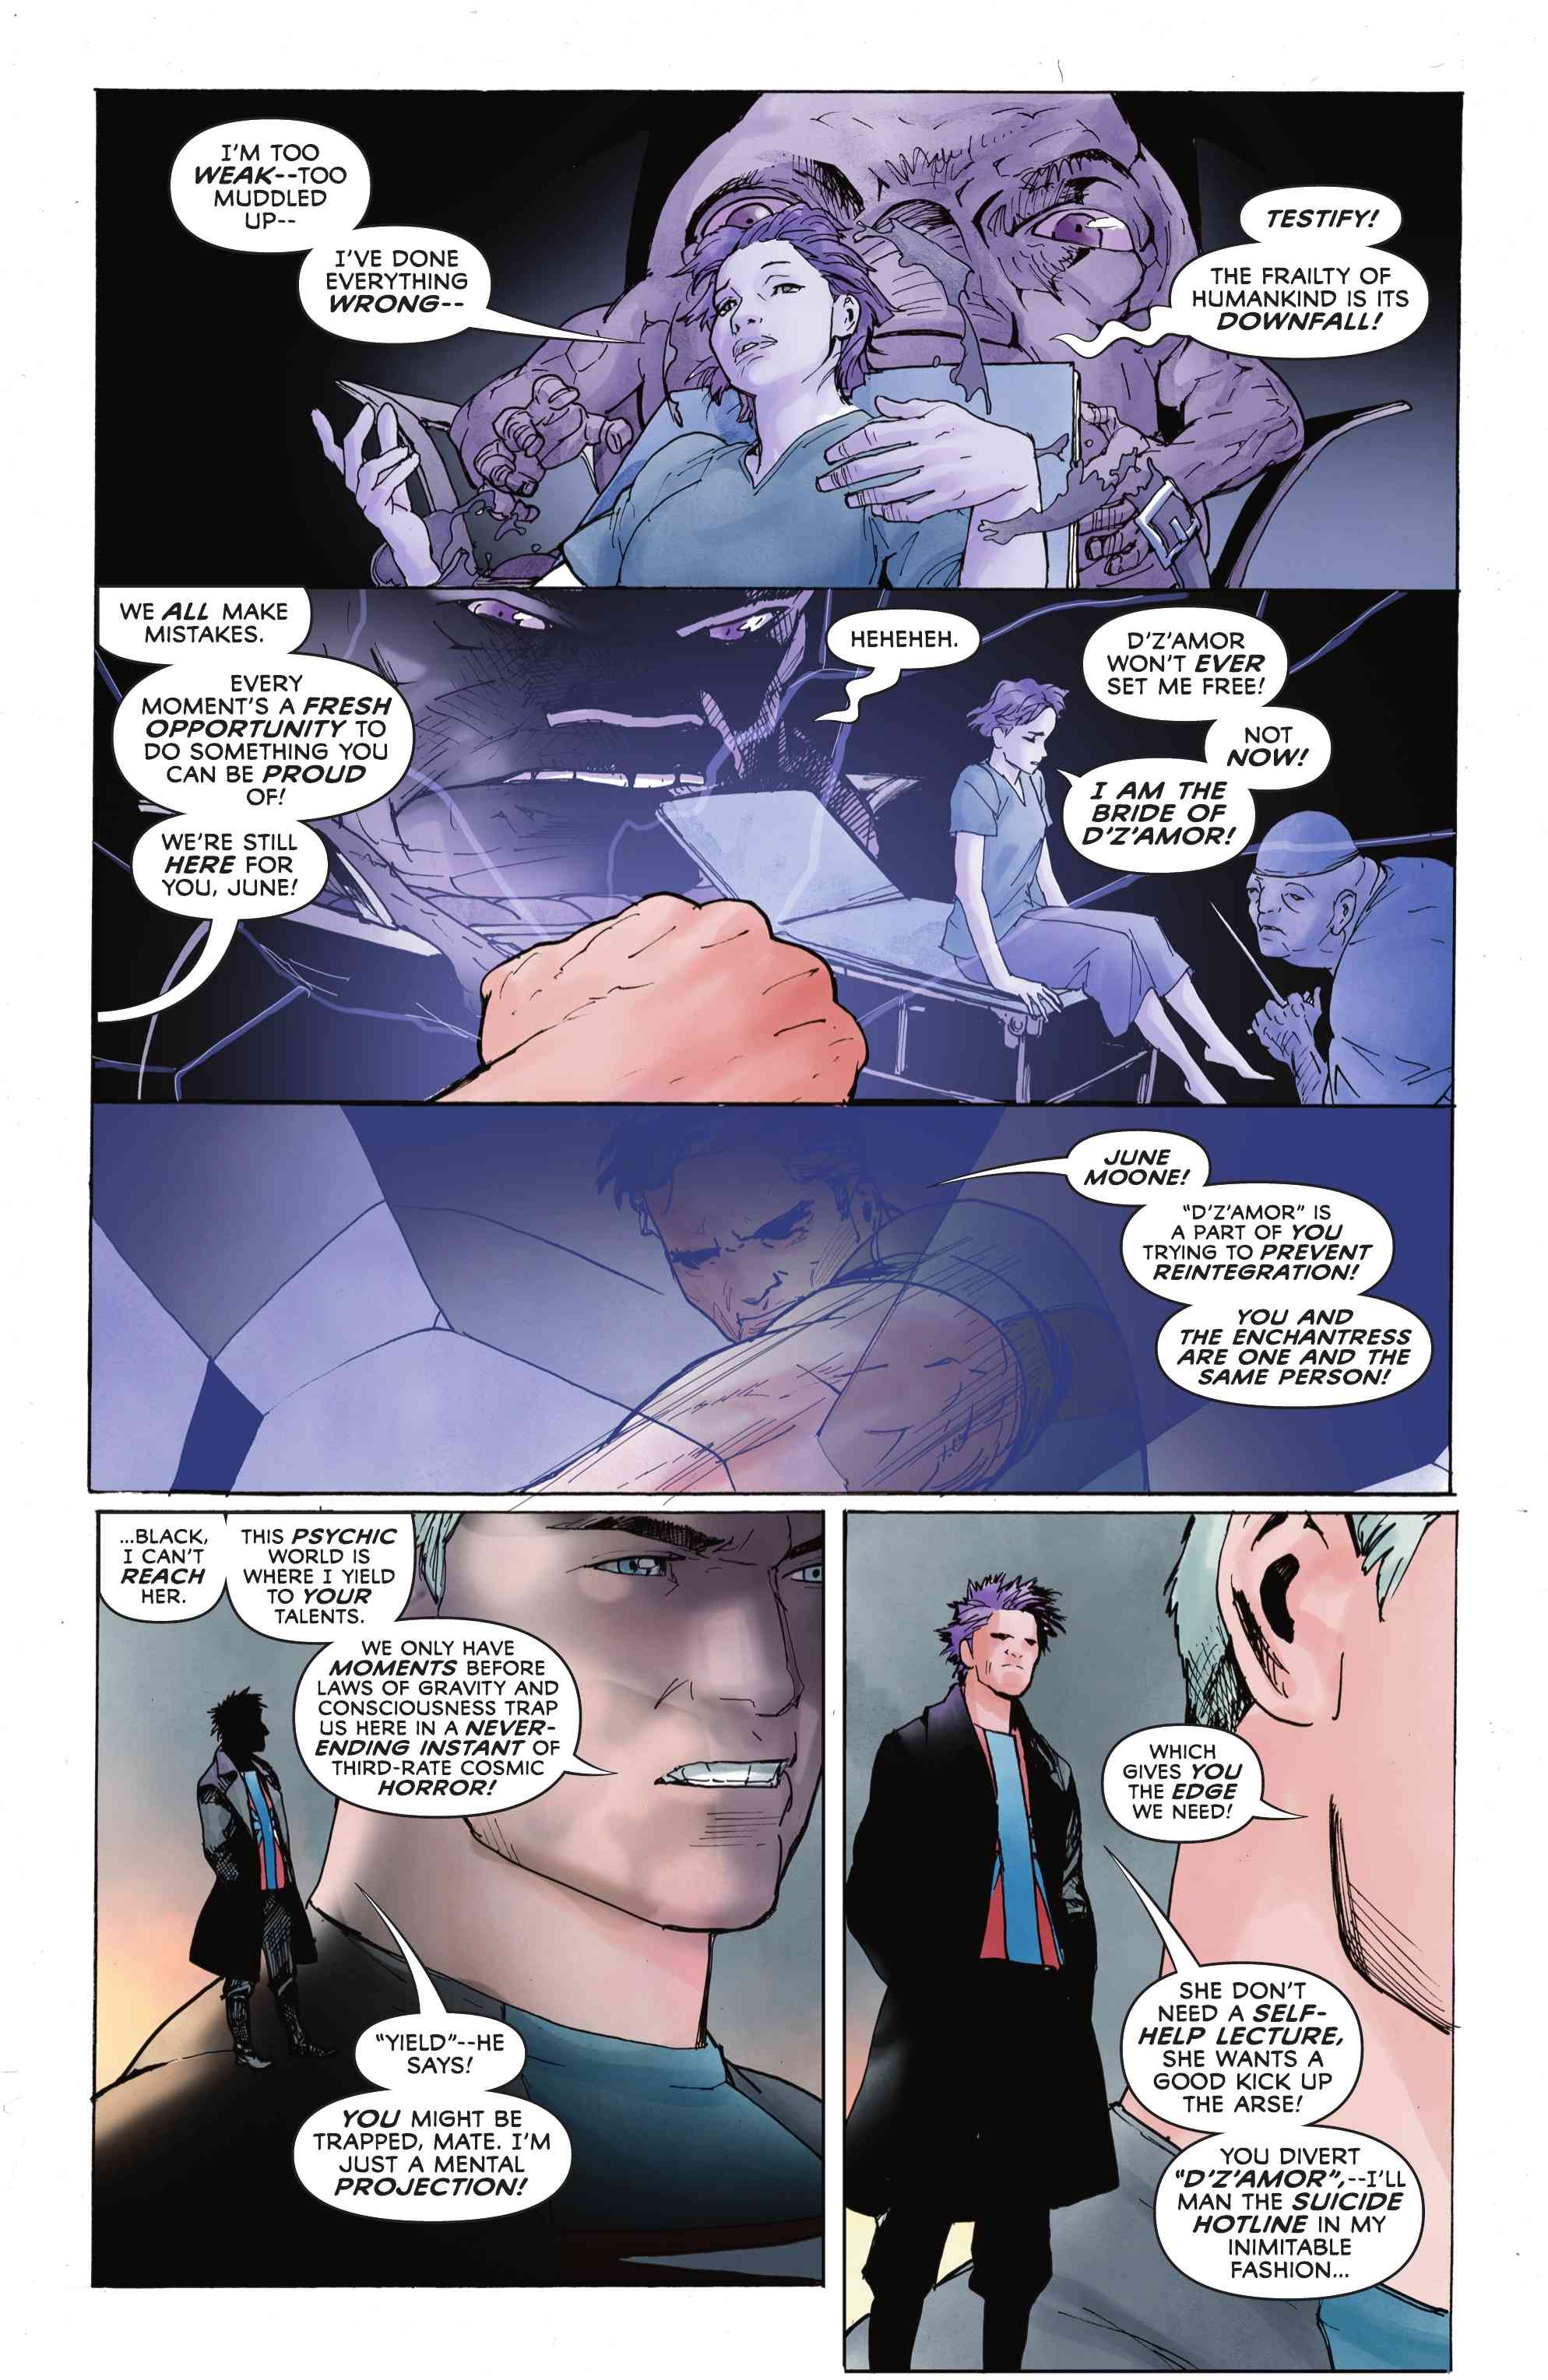 I'M TOO
WEAK--TOO
MUDDLED
UP--
I'VE DONE
EVERYTHING
WRONG--
TESTIFY!
THE FRAILTY OF
HUMANKIND IS ITS
DOWNFALL!
WE ALL MAKE
MISTAKES.
EVERY
MOMENT'S A FRESH
OPPORTUNITY TO
DO SOMETHING YOU
CAN BE PROUD
OF!
WE'RE STILL
HERE FOR
YOU, JUNE!
HEHEHEH.
D'Z'AMOR
WON'T EVER
SET ME FREE!
NOT
NOW!
I AM THE
BRIDE OF
D'Z'AMOR!
JUNE
MOONE!
"D'Z'AMOR" IS
A PART OF YOU
TRYING TO PREVENT
REINTEGRATION!
YOU AND
THE ENCHANTRESS
ARE ONE AND THE
SAME PERSON!
...BLACK,
I CAN'T
REACH
HER.
THIS PSYCHIC
WORLD IS
WHERE I YIELD
TO YOUR
TALENTS.
WE ONLY HAVE
MOMENTS BEFORE
LAWS OF GRAVITY AND
CONSCIOUSNESS TRAP
US HERE IN A NEVER-
ENDING INSTANT OF
THIRD-RATE COSMIC
HORROR!
"YIELD"--HE
SAYS!
YOU MIGHT BE
TRAPPED, MATE. I'M
JUST A MENTAL
PROJECTION!
WHICH
GIVES YOU
THE EDGE
WE NEED!
SHE DON'T
NEED A SELF-
HELP LECTURE,
SHE WANTS A
GOOD KICK UP
THE ARSE!
YOU DIVERT
"D'Z'AMOR",--I'LL
MAN THE SUICIDE
HOTLINE IN MY
INIMITABLE
FASHION...